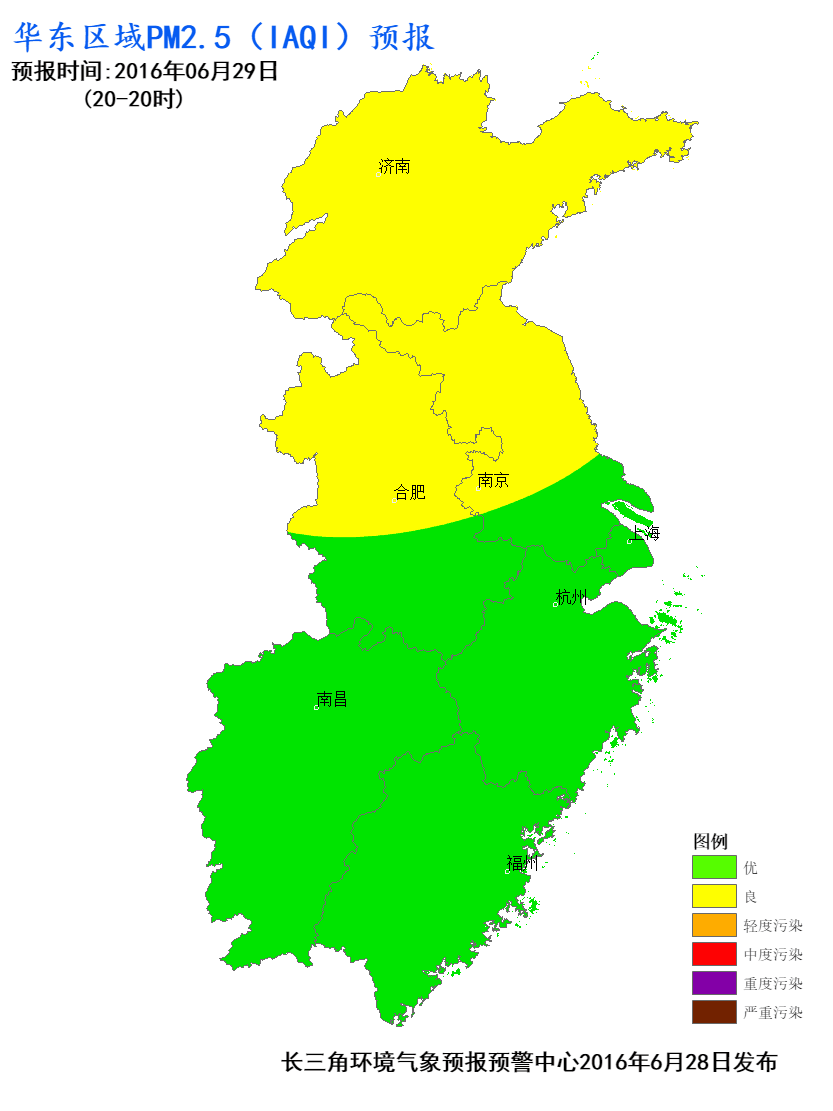 华东区域PM2.5（IAQI）预报
预报时间:2016年06月29日
(20-20时)
济南
南京
合肥
上海
杭州
南昌
福州
图例
优
良
轻度污染
中度污染
重度污染
严重污染
长三角环境气象预报预警中心2016年6月28日发布